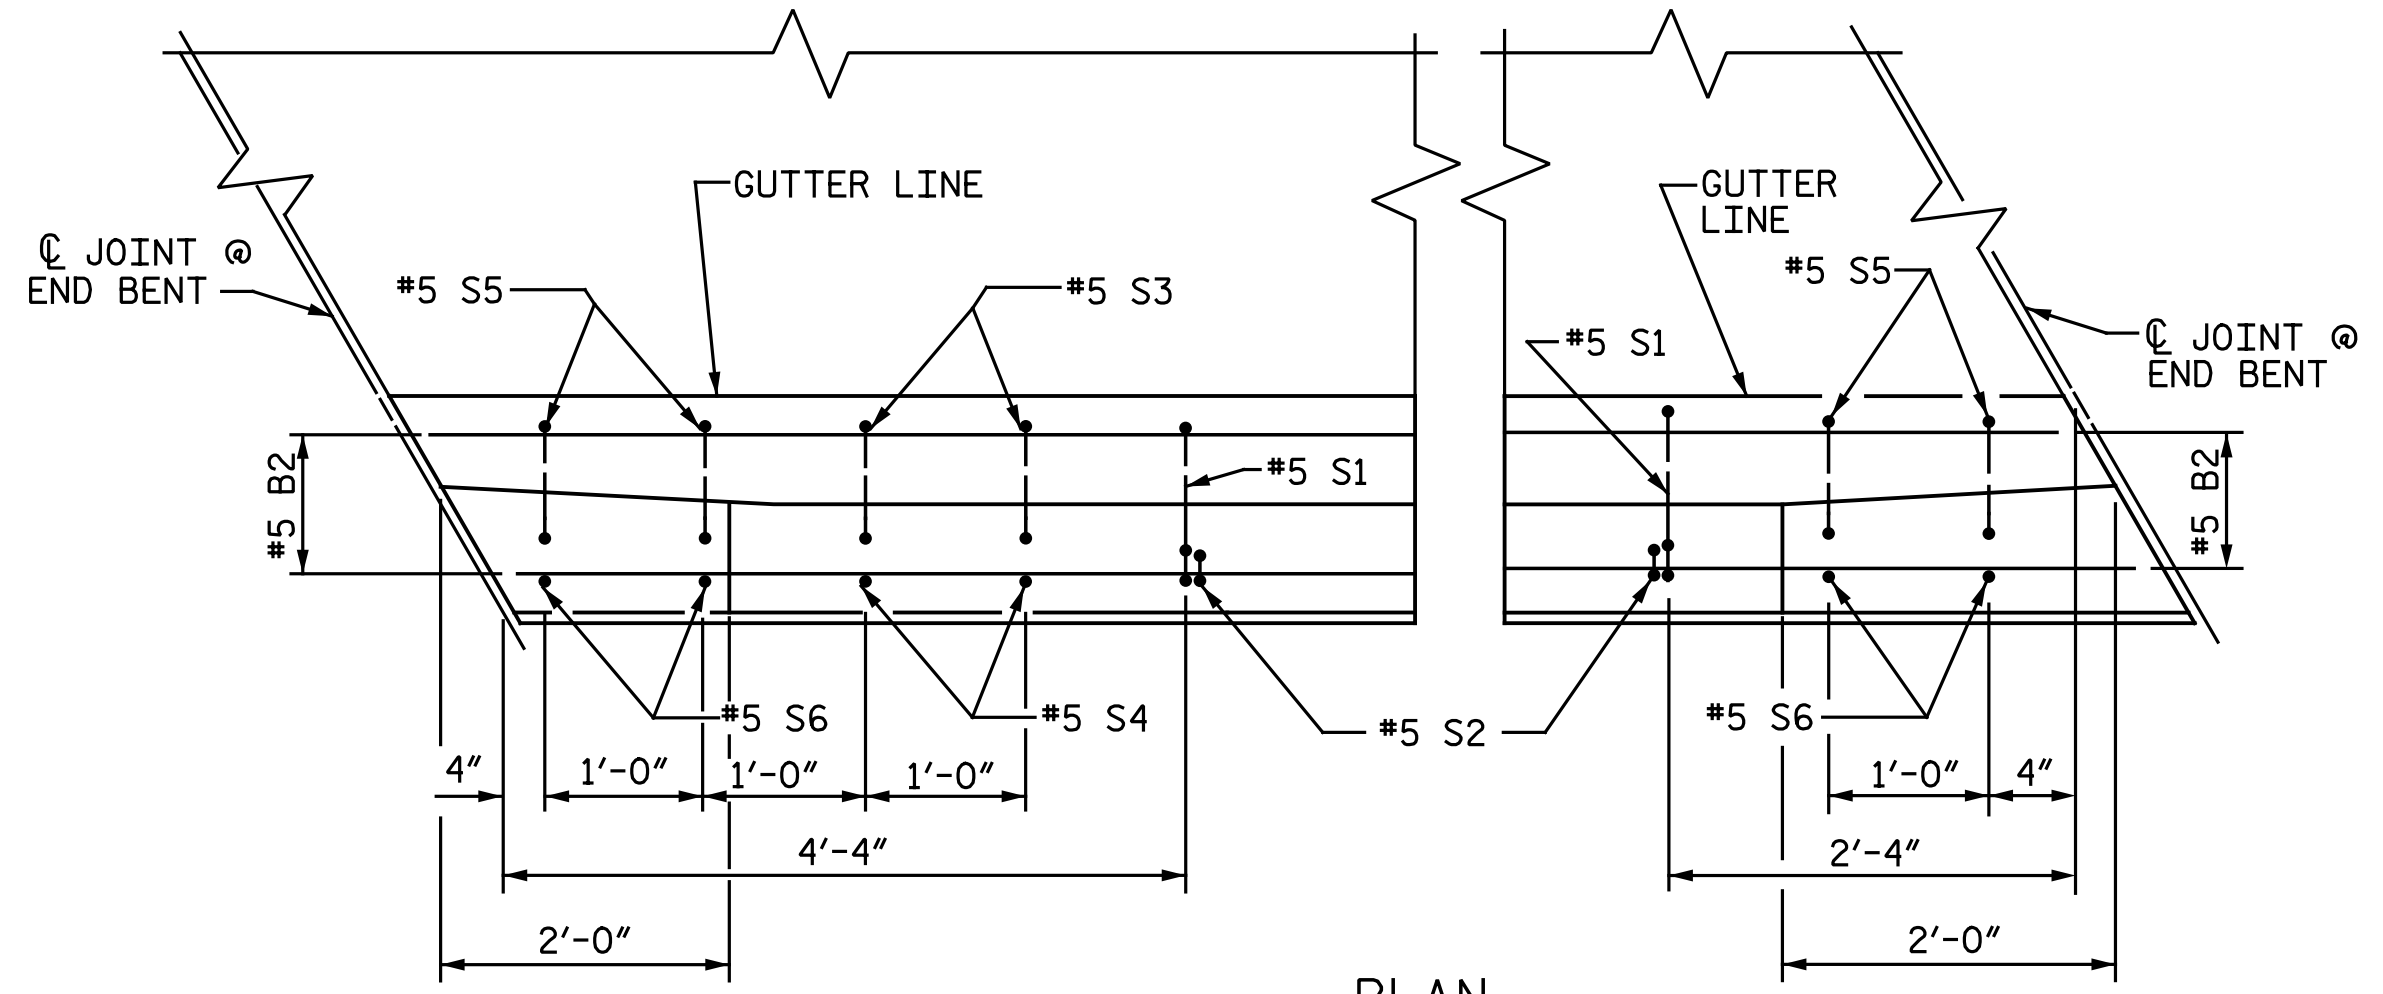 GUTTER LINE
GUTTER
LINE
℄ JOINT @
END BENT
#5 S5
#5 S3
#5 S5
#5 S1
℄ JOINT @
END BENT
#5 B2
#5 S1
#5 B2
#5 S6
#5 S4
#5 S2
#5 S6
4"
1'-0"
1'-0"
1'-0"
1'-0"
4"
4'-4"
2'-4"
2'-0"
2'-0"
PLAN